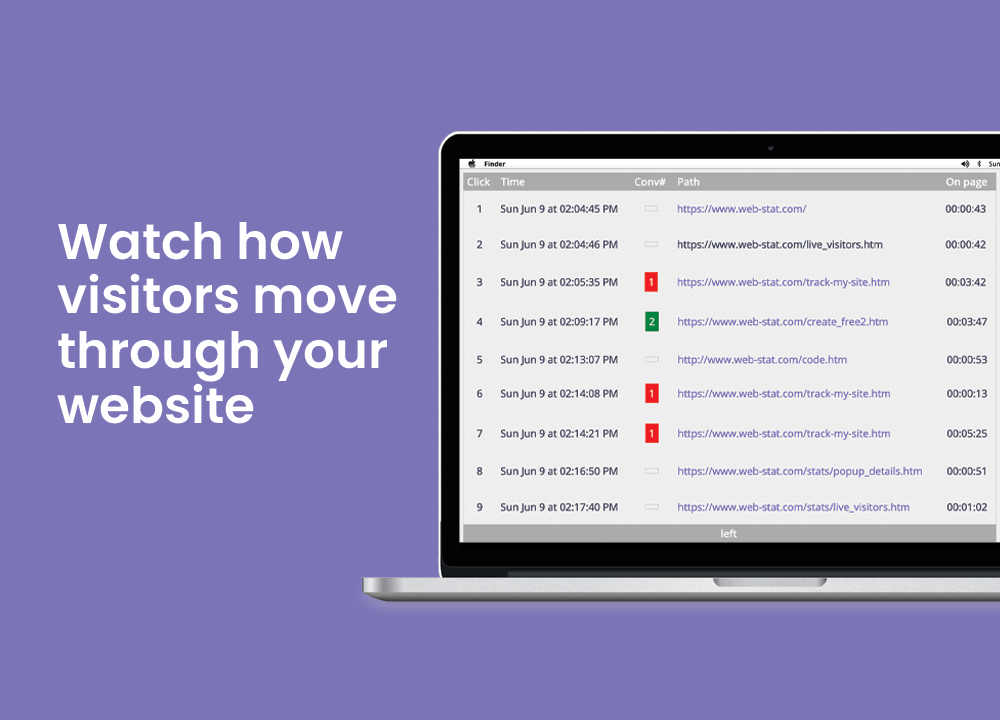 Watch how
visitors move
through your
website
Finder
Sun
Click Time Conv# Path On page
1 Sun Jun 9 at 02:04:45 PM https://www.web-stat.com/ 00:00:43
2 Sun Jun 9 at 02:04:46 PM https://www.web-stat.com/live_visitors.htm 00:00:42
3 Sun Jun 9 at 02:05:35 PM 1 https://www.web-stat.com/track-my-site.htm 00:03:42
4 Sun Jun 9 at 02:09:17 PM 2 https://www.web-stat.com/create_free2.htm 00:03:47
5 Sun Jun 9 at 02:13:07 PM http://www.web-stat.com/code.htm 00:00:53
6 Sun Jun 9 at 02:14:08 PM 1 https://www.web-stat.com/track-my-site.htm 00:00:13
7 Sun Jun 9 at 02:14:21 PM 1 https://www.web-stat.com/track-my-site.htm 00:05:25
8 Sun Jun 9 at 02:16:50 PM https://www.web-stat.com/stats/popup_details.htm 00:00:51
9 Sun Jun 9 at 02:17:40 PM https://www.web-stat.com/stats/live_visitors.htm 00:01:02
left